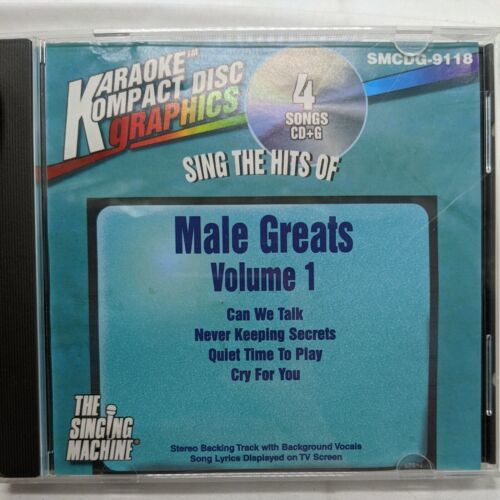 SMCDG-9118
KARAOKE™
KOMPACT DISC
GRAPHICS
4
SONGS
CD+G
SING THE HITS OF
Male Greats
Volume 1
Can We Talk
Never Keeping Secrets
Quiet Time To Play
Cry For You
THE
SINGING
MACHINE®
Stereo Backing Track with Background Vocals
Song Lyrics Displayed on TV Screen